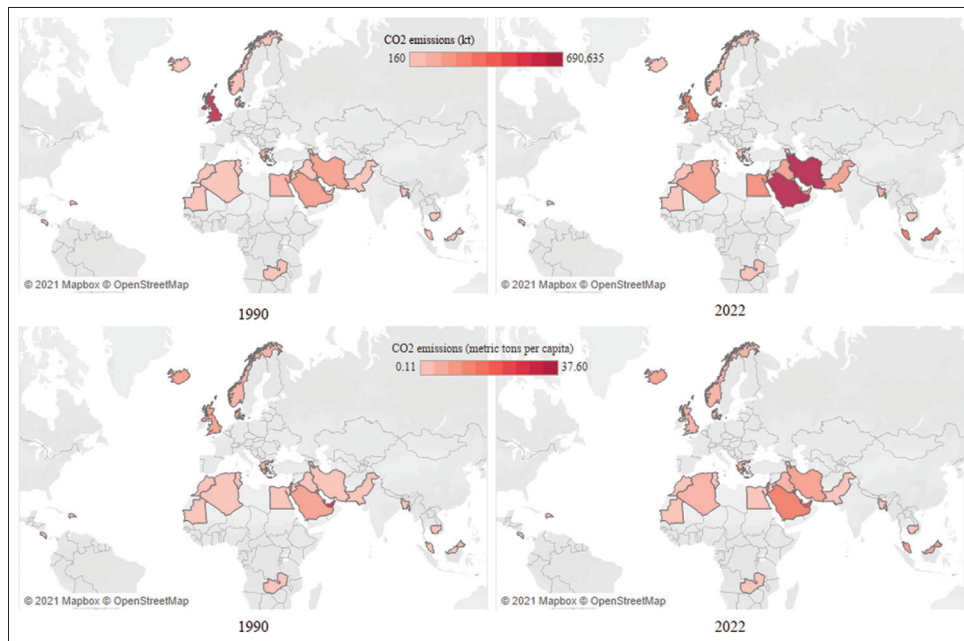 CO2 emissions (kt)
160 690,635
© 2021 Mapbox © OpenStreetMap
© 2021 Mapbox © OpenStreetMap
1990
2022
CO2 emissions (metric tons per capita)
0.11 37.60
© 2021 Mapbox © OpenStreetMap
© 2021 Mapbox © OpenStreetMap
1990
2022